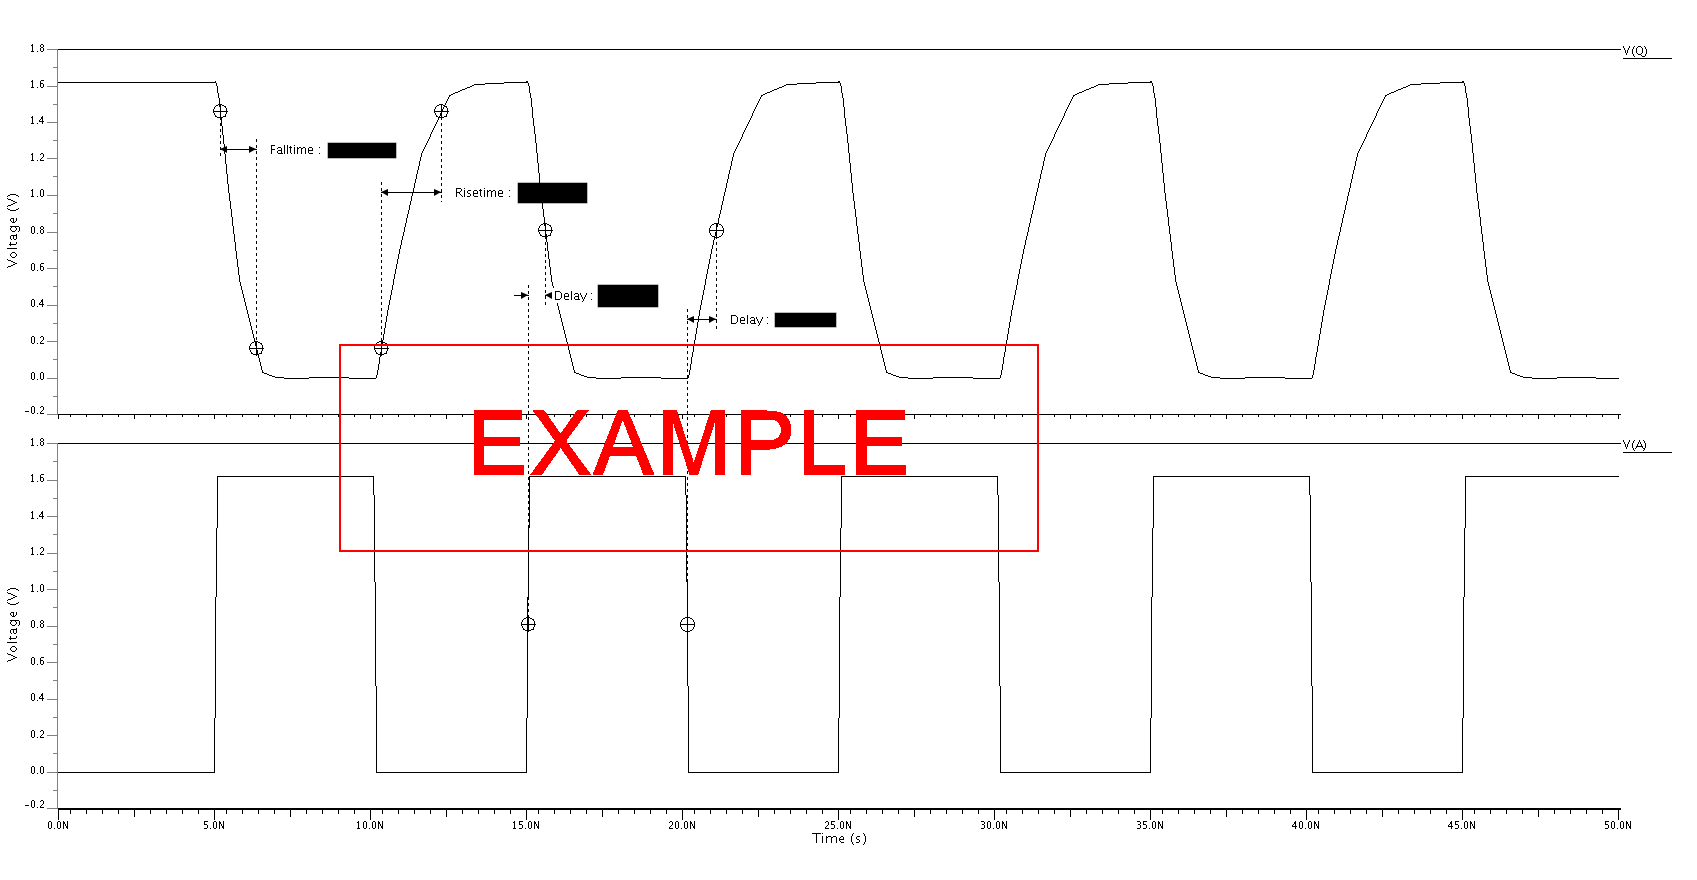 1.8
V(Q)
1.6
1.4
Falltime :
1.2
Risetime :
1.0
0.8
0.6
Delay :
0.4
Delay :
0.2
0.0
-0.2
Voltage (V)
EXAMPLE
1.8
V(A)
1.6
1.4
1.2
1.0
0.8
0.6
0.4
0.2
0.0
-0.2
Voltage (V)
0.0N 5.0N 10.0N 15.0N 20.0N 25.0N 30.0N 35.0N 40.0N 45.0N 50.0N
Time (s)